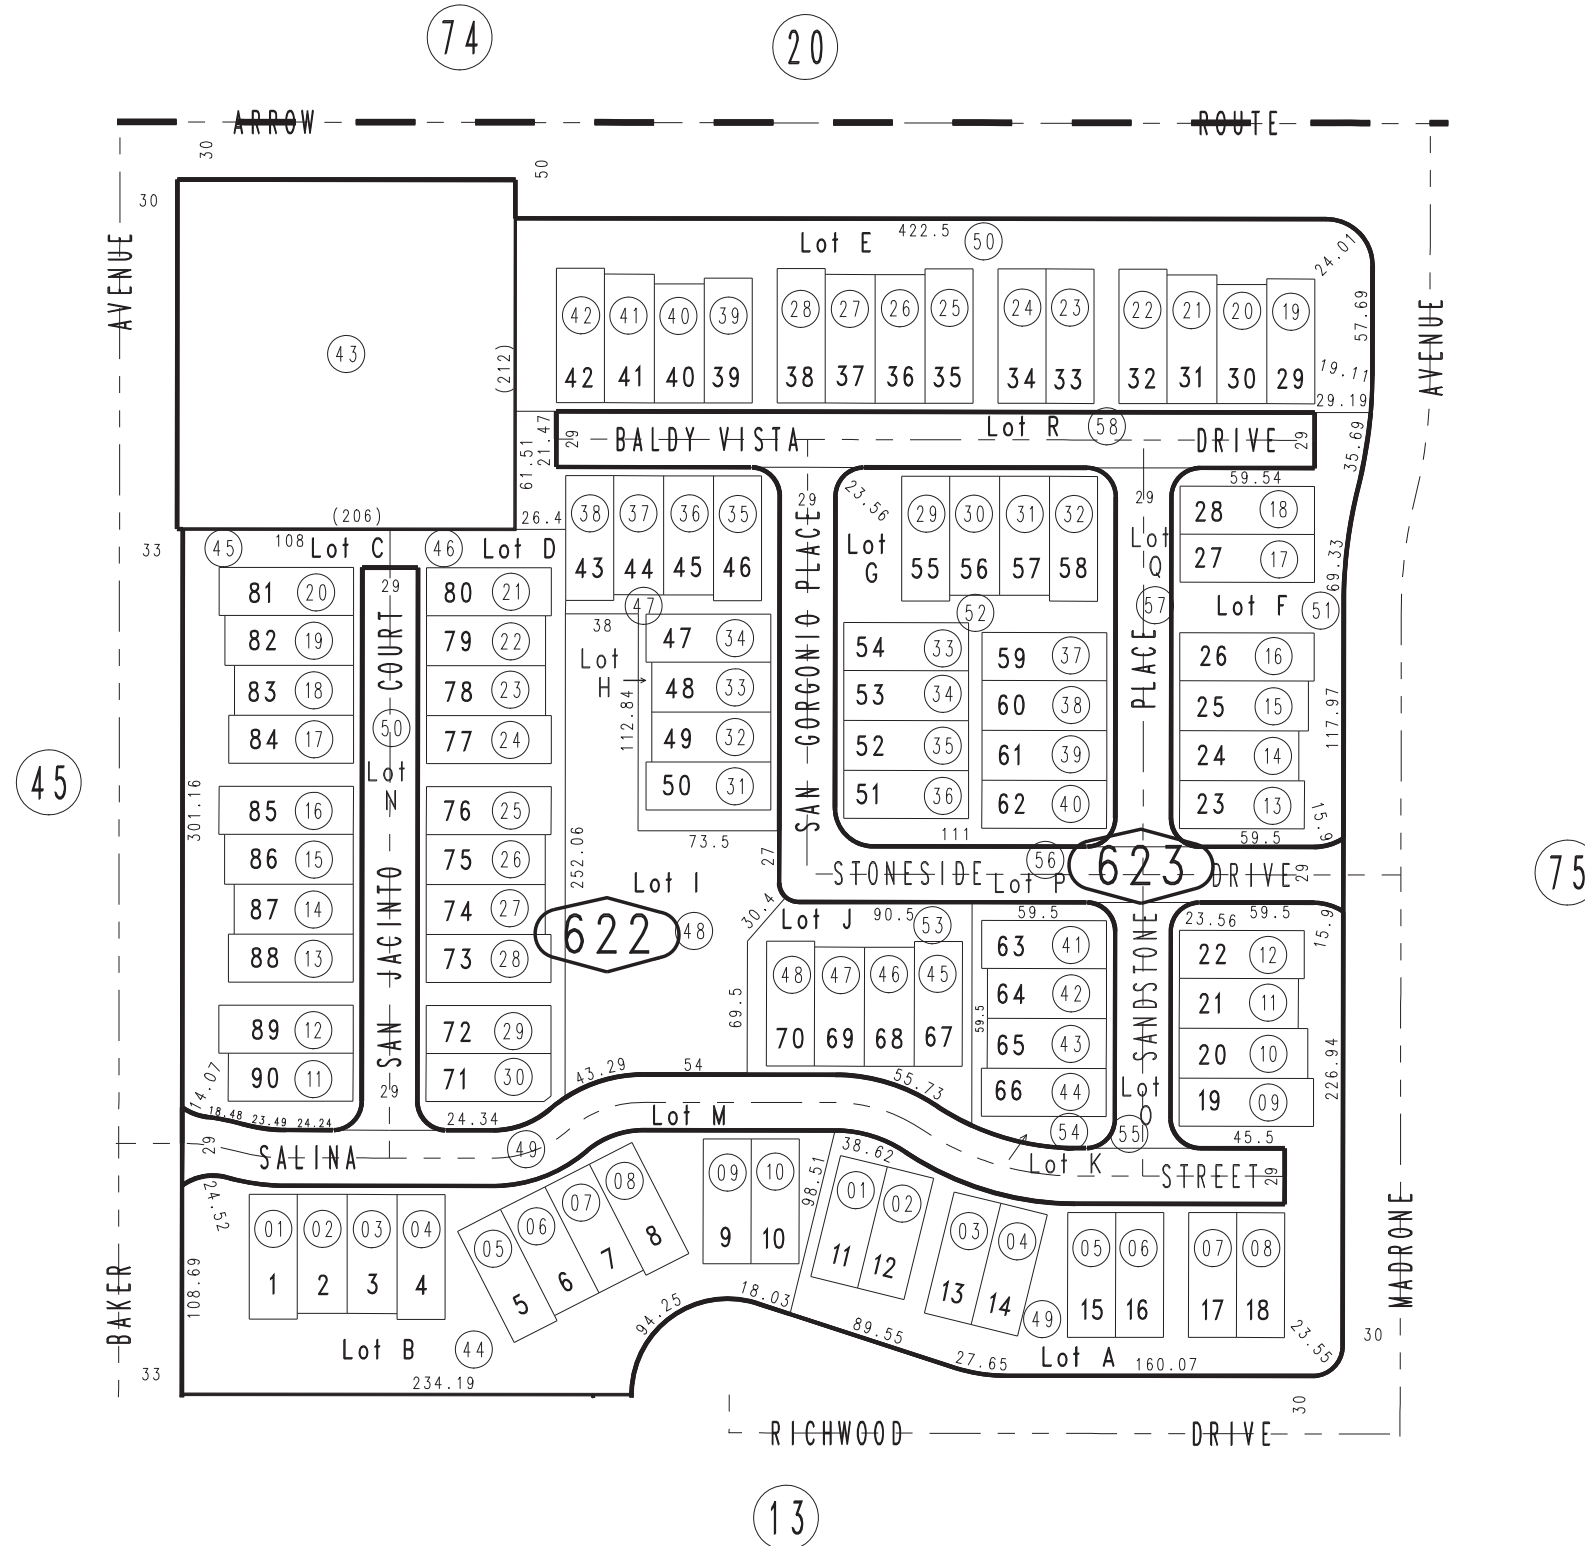 74
20
ARROW ROUTE
30
50
30
AVENUE
Lot E 422.5 50
24.01
57.69
AVENUE
43
(212)
42 41 40 39 28 27 26 25 24 23 22 21 20 19
42 41 40 39 38 37 36 35 34 33 32 31 30 29
19.11
29.19
35.69
61.51
21.47
29
BALDY VISTA DRIVE
Lot R 58
29
59.54
(206)
26.4
38 37 36 35
43 44 45 46
29
SAN GORGONIO PLACE
23.56
Lot
G
29 30 31 32
55 56 57 58
29
Lot
Q
57
PLACE
28 18
27 17
69.33
Lot F 51
33
45 108 Lot C
46 Lot D
81 20
82 19
83 18
84 17
85 16
86 15
87 14
88 13
89 12
90 11
29
SAN JACINTO COURT
50
Lot
N
29
80 21
79 22
78 23
77 24
76 25
75 26
74 27
73 28
72 29
71 30
47
38
Lot
H
112.84
47 34
48 33
49 32
50 31
73.5
252.06
27
52
54 33
53 34
52 35
51 36
111
59 37
60 38
61 39
62 40
26 16
25 15
24 14
23 13
59.5
117.97
15.9
45
301.16
STONESIDE DRIVE
56
Lot P
623
29
75
Lot I
622
48
30.4
Lot J 90.5 53
69.5
48 47 46 45
70 69 68 67
59.5
59.5
63 41
64 42
65 43
66 44
SANDSTONE
Lot
O
55
23.56 59.5
15.9
22 12
21 11
20 10
19 09
226.94
45.5
14.07
18.48 23.49 24.24
24.34
43.29
54
55.73
Lot M
49
54
Lot K
29
SALINA STREET
29
24.52
108.69
01 02 03 04
1 2 3 4
05 06 07 08
5 6 7 8
09 10
9 10
98.51
38.62
01 02
11 12
03 04
13 14
05 06
15 16
07 08
17 18
Lot B 44
234.19
94.25
18.03
89.55
27.65
49
Lot A 160.07
23.55
30
30
BAKER
33
MADRONE
RICHWOOD DRIVE
13